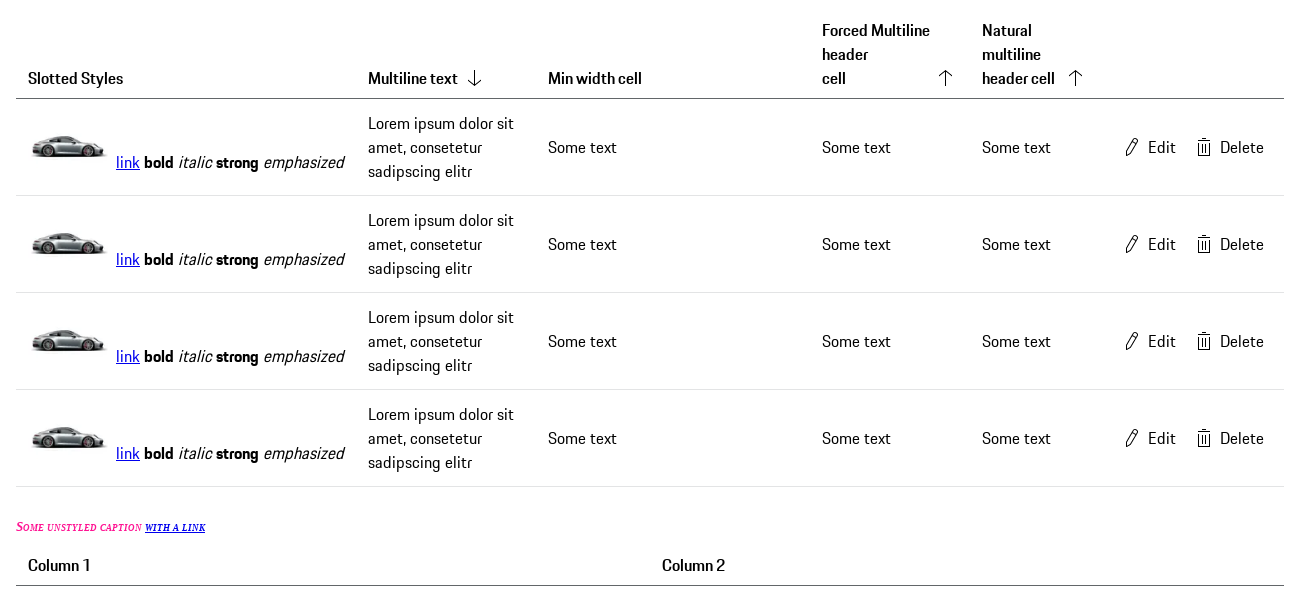 Slotted Styles
Multiline text
Min width cell
Forced Multiline
header
cell
Natural
multiline
header cell
link bold italic strong emphasized
Lorem ipsum dolor sit
amet, consetetur
sadipscing elitr
Some text
Some text
Some text
Edit
Delete
link bold italic strong emphasized
Lorem ipsum dolor sit
amet, consetetur
sadipscing elitr
Some text
Some text
Some text
Edit
Delete
link bold italic strong emphasized
Lorem ipsum dolor sit
amet, consetetur
sadipscing elitr
Some text
Some text
Some text
Edit
Delete
link bold italic strong emphasized
Lorem ipsum dolor sit
amet, consetetur
sadipscing elitr
Some text
Some text
Some text
Edit
Delete
Some unstyled caption with a link
Column 1
Column 2